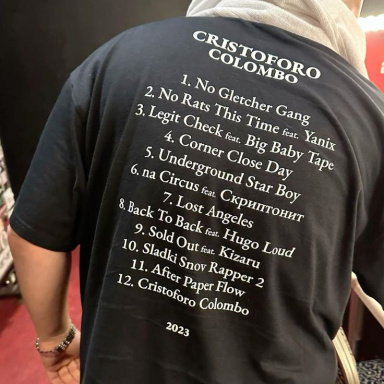 CRISTOFORO
COLOMBO
1. No Gletcher Gang
2. No Rats This Time feat. Yanix
3. Legit Check feat. Big Baby Tape
4. Corner Close Day
5. Underground Star Boy
6. na Circus feat. Скриптонит
7. Lost Angeles
8. Back To Back feat. Hugo Loud
9. Sold Out feat. Kizaru
10. Sladki Snov Rapper 2
11. After Paper Flow
12. Cristoforo Colombo
2023